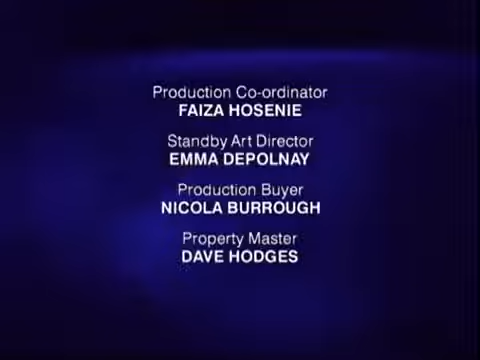 Production Co-ordinator
FAIZA HOSENIE
Standby Art Director
EMMA DEPOLNAY
Production Buyer
NICOLA BURROUGH
Property Master
DAVE HODGES